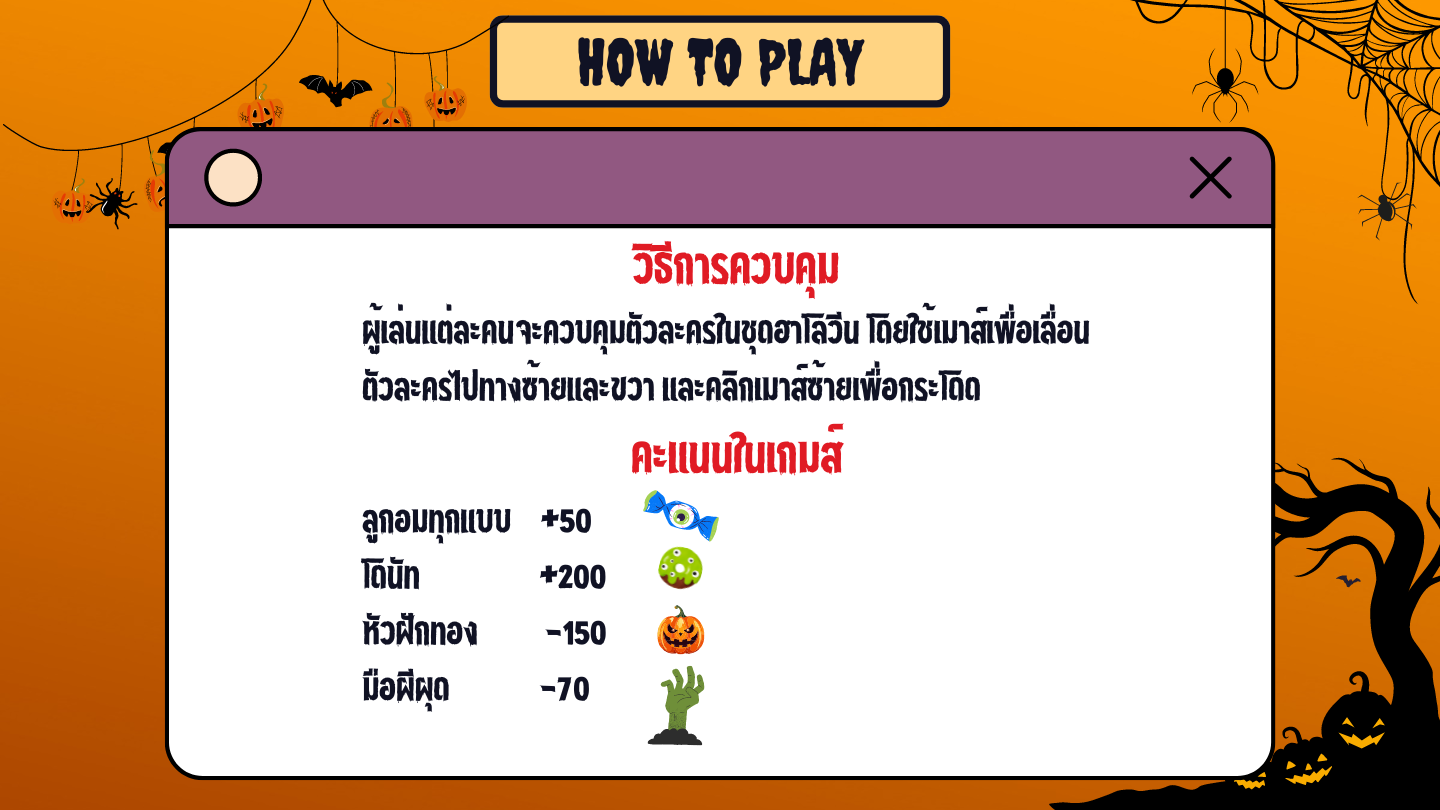 HOW TO PLAY
วิธีการควบคุม
ผู้เล่นแต่ละคนจะควบคุมตัวละครในชุดฮาโลวีน โดยใช้เมาส์เพื่อเลื่อน
ตัวละครไปทางซ้ายและขวา และคลิกเมาส์ซ้ายเพื่อกระโดด
คะแนนในเกมส์
ลูกอมทุกแบบ +50
โดนัท +200
หัวฟักทอง -150
มือผีผุด -70